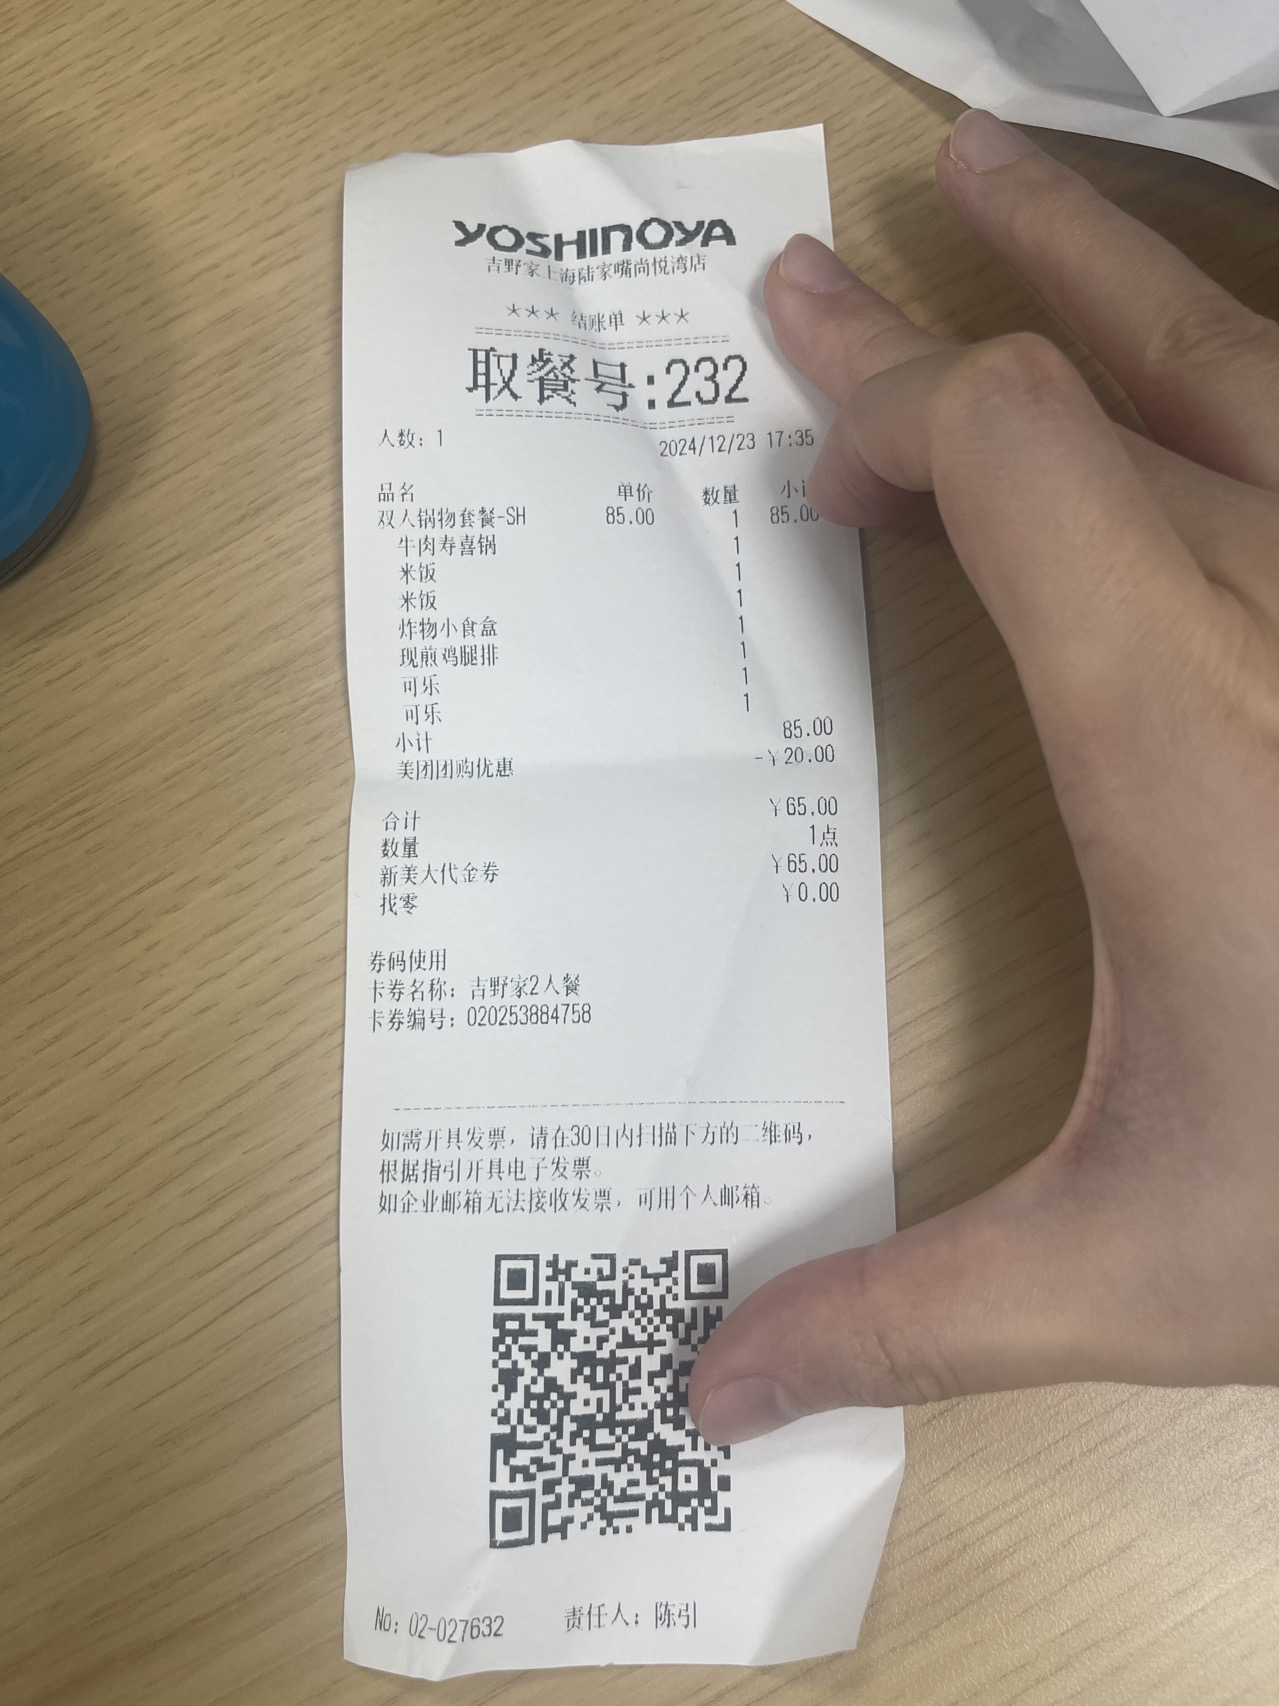 YOSHINOYA
吉野家上海陆家嘴尚悦湾店
*** 结账单 ***
取餐号:232
人数: 1 2024/12/23 17:35
品名 单价 数量 小
双人锅物套餐-SH 85.00 1 85.00
牛肉寿喜锅 1
米饭 1
米饭 1
炸物小食盒 1
现煎鸡腿排 1
可乐 1
可乐 1
小计 85.00
美团团购优惠 -¥20.00
合计 ¥65.00
数量 1点
新美大代金券 ¥65.00
找零 ¥0.00
券码使用
卡券名称: 吉野家2人餐
卡券编号: 020253884758
如需开具发票, 请在30日内扫描下方的二维码,
根据指引开具电子发票。
如企业邮箱无法接收发票, 可用个人邮箱。
No: 02-027632 责任人: 陈引